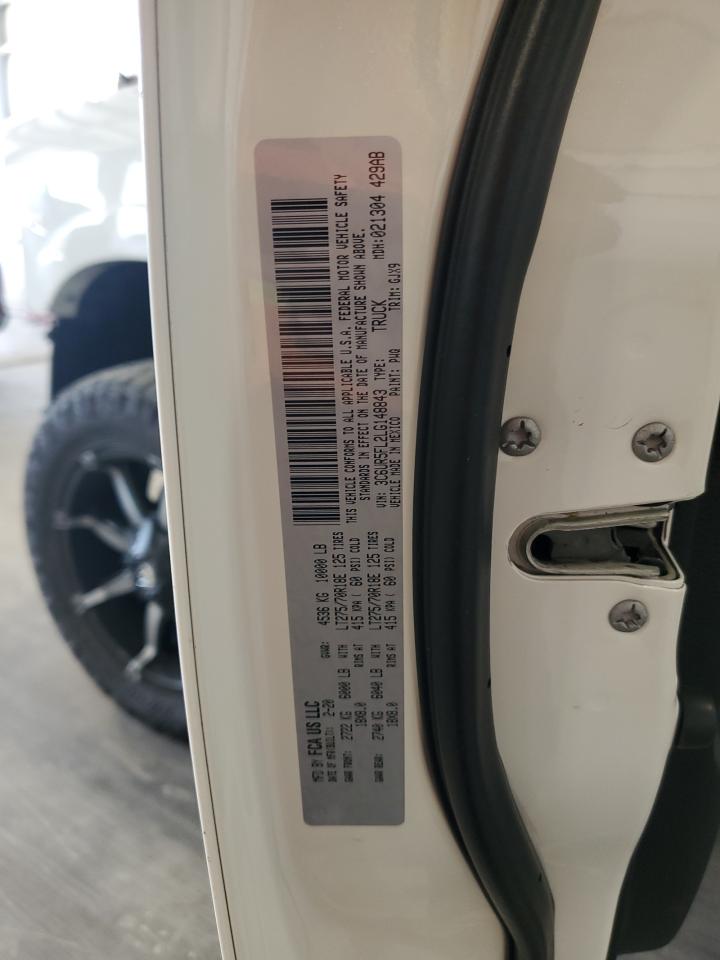 MFD BY FCA US LLC
DATE OF MFR(BUILT): 2-20 GVWR: 4536 KG 10000 LB
GAWR FRONT: 2722 KG 6000 LB WITH LT275/70R18E 125 TIRES
18X8.0 RIMS AT 415 KPA ( 60 PSI) COLD
GAWR REAR: 2740 KG 6040 LB WITH LT275/70R18E 125 TIRES
18X8.0 RIMS AT 415 KPA ( 60 PSI) COLD
THIS VEHICLE CONFORMS TO ALL APPLICABLE U.S.A. FEDERAL MOTOR VEHICLE SAFETY
STANDARDS IN EFFECT ON THE DATE OF MANUFACTURE SHOWN ABOVE.
VIN: 3C6UR5FL2LG148843 TYPE: TRUCK MDH:021304 429AB
VEHICLE MADE IN MEXICO PAINT: PWQ TRIM: GJX9